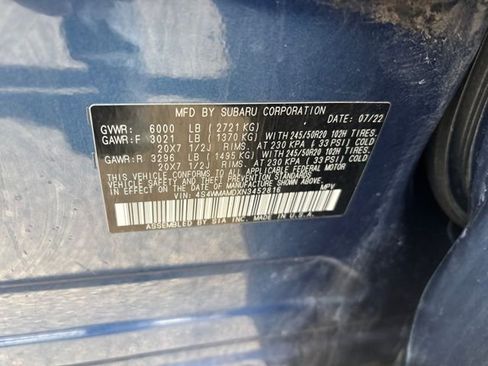 MFD BY SUBARU CORPORATION DATE: 07/22
GVWR: 6000 LB (2721 KG)
GAWR:F 3021 LB (1370 KG) WITH 245/50R20 102H TIRES,
20X7 1/2J RIMS, AT 230 KPA (33 PSI) COLD
GAWR:R 3296 LB (1495 KG) WITH 245/50R20 102H TIRES,
20X7 1/2J RIMS, AT 230 KPA (33 PSI) COLD
THIS VEHICLE CONFORMS TO ALL APPLICABLE FEDERAL MOTOR
VEHICLE SAFETY STANDARDS IN
EFFECT ON THE DATE OF MANUFACTURE SHOWN ABOVE.
VIN: 4S4WMAMDXN3452816 MPV
ASSEMBLED BY SIA INC. IN U.S.A.